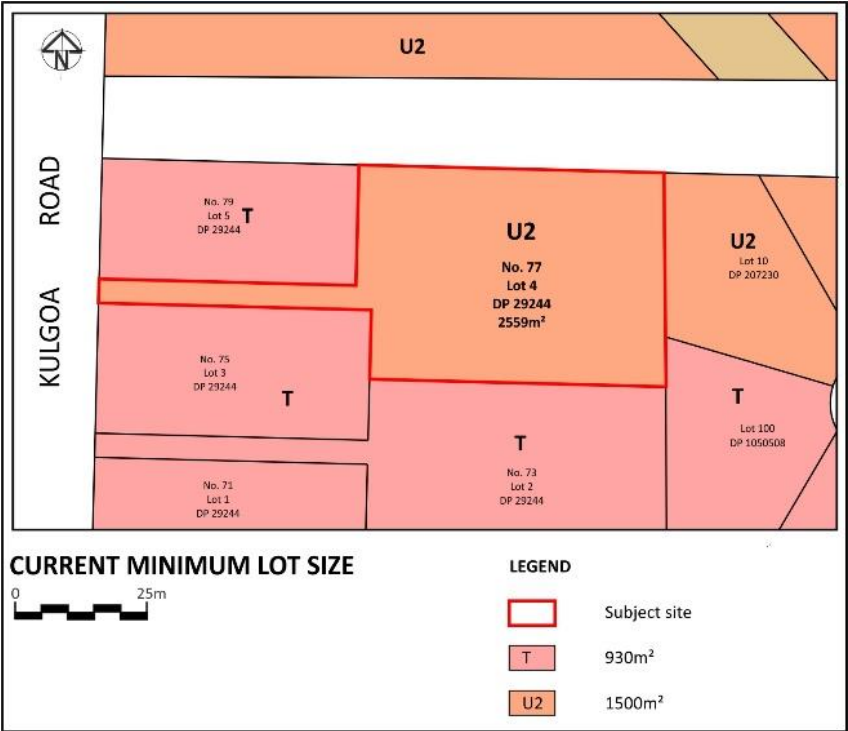 N
U2
KULGOA ROAD
No. 79
Lot 5
DP 29244
T
U2
No. 77
Lot 4
DP 29244
2559m²
U2
Lot 10
DP 207230
No. 75
Lot 3
DP 29244
T
T
No. 73
Lot 2
DP 29244
T
Lot 100
DP 1050508
No. 71
Lot 1
DP 29244
CURRENT MINIMUM LOT SIZE
0 25m
LEGEND
Subject site
T 930m²
U2 1500m²